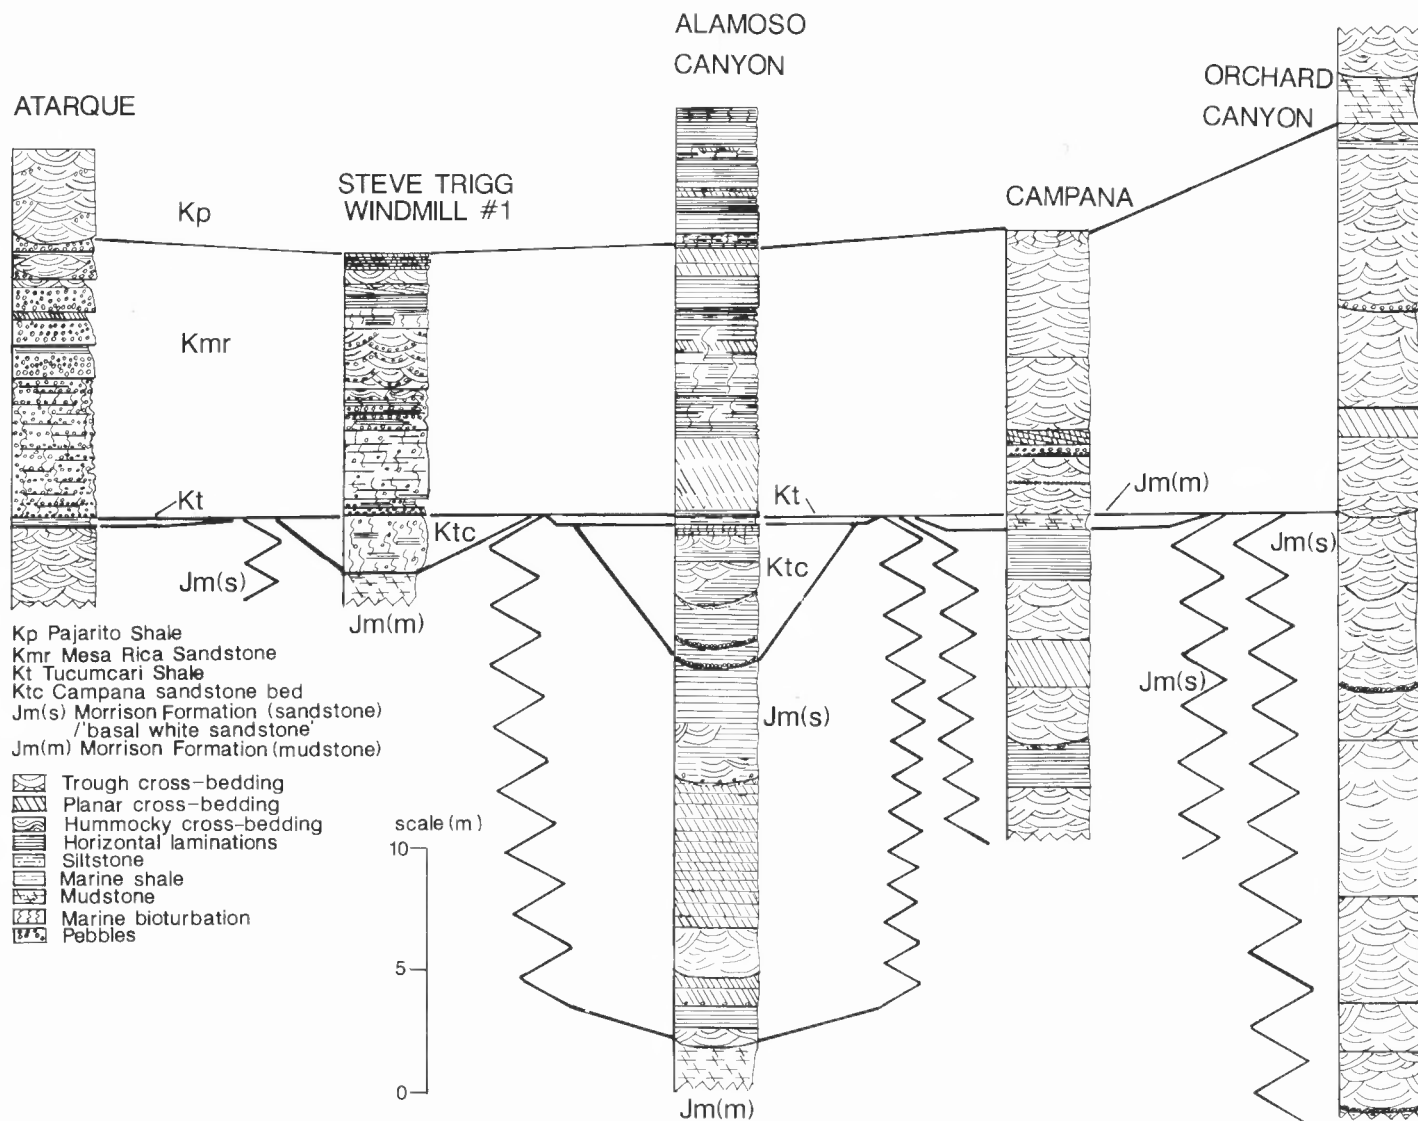 ALAMOSO
CANYON
ORCHARD
CANYON
ATARQUE
STEVE TRIGG
WINDMILL #1
CAMPANA
Kp
Kmr
Kt
Kt
Jm(m)
Ktc
Jm(s)
Ktc
Jm(s)
Jm(m)
Jm(s)
Jm(s)
Kp Pajarito Shale
Kmr Mesa Rica Sandstone
Kt Tucumcari Shale
Ktc Campana sandstone bed
Jm(s) Morrison Formation (sandstone)
/'basal white sandstone'
Jm(m) Morrison Formation (mudstone)
Trough cross-bedding
Planar cross-bedding
Hummocky cross-bedding
Horizontal laminations
Siltstone
Marine shale
Mudstone
Marine bioturbation
Pebbles
scale (m)
10
5
0
Jm(m)